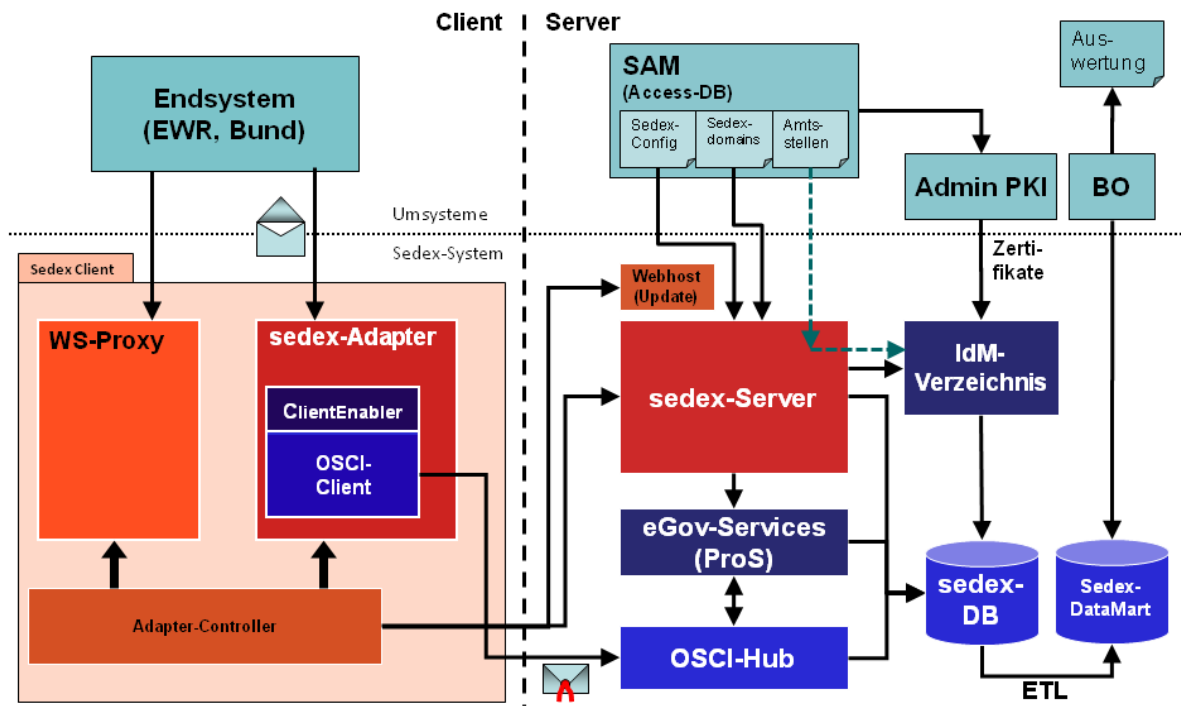 Client
Server
Endsystem
(EWR, Bund)
SAM
(Access-DB)
Sedex-
Config
Sedex-
domains
Amts-
stellen
Aus-
wertung
Admin PKI
BO
Umsysteme
Sedex-System
Zerti-
fikate
Sedex Client
Webhost
(Update)
WS-Proxy
sedex-Adapter
ClientEnabler
OSCI-
Client
sedex-Server
IdM-
Verzeichnis
eGov-Services
(ProS)
sedex-
DB
Sedex-
DataMart
Adapter-Controller
OSCI-Hub
ETL